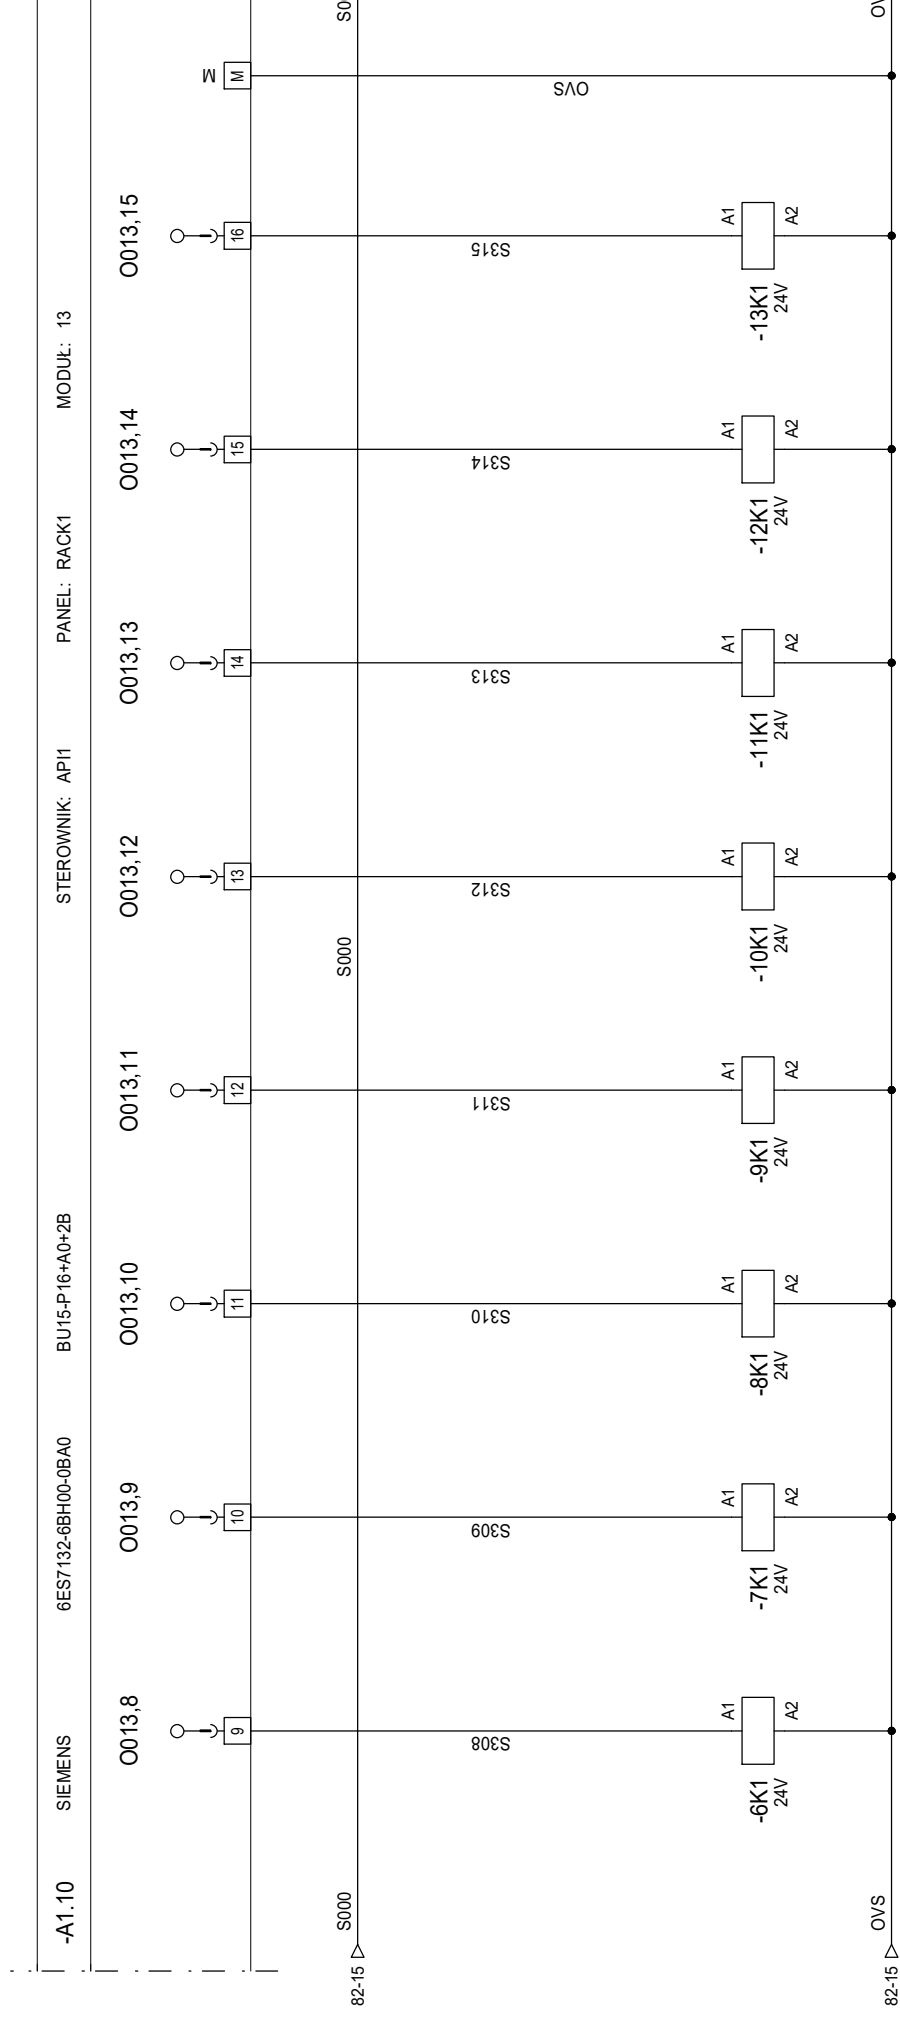 -A1.10 SIEMENS 6ES7132-6BH00-0BA0 BU15-P16+A0+2B STEROWNIK: API1 PANEL: RACK1 MODUŁ: 13
O013,8 O013,9 O013,10 O013,11 O013,12 O013,13 O013,14 O013,15
M
9 10 11 12 13 14 15 16 M
82-15 S000 S000 S0
S308 S309 S310 S311 S312 S313 S314 S315 OVS
A1 A1 A1 A1 A1 A1 A1 A1
-6K1 -7K1 -8K1 -9K1 -10K1 -11K1 -12K1 -13K1
24V 24V 24V 24V 24V 24V 24V 24V
A2 A2 A2 A2 A2 A2 A2 A2
82-15 OVS OV